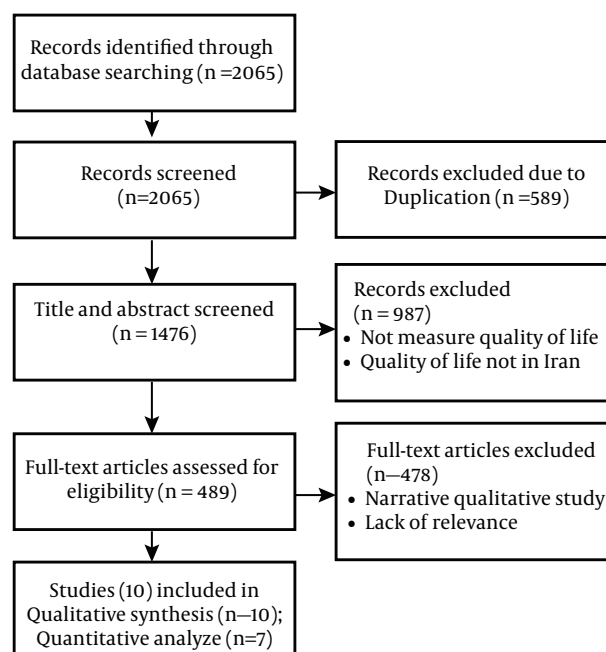 Records identified through
database searching (n =2065)
Records screened
(n=2065)
Records excluded due to
Duplication (n =589)
Title and abstract screened
(n = 1476)
Records excluded
(n = 987)
• Not measure quality of life
• Quality of life not in Iran
Full-text articles assessed for
eligibility (n = 489)
Full-text articles excluded
(n—478)
• Narrative qualitative study
• Lack of relevance
Studies (10) included in
Qualitative synthesis (n—10);
Quantitative analyze (n=7)